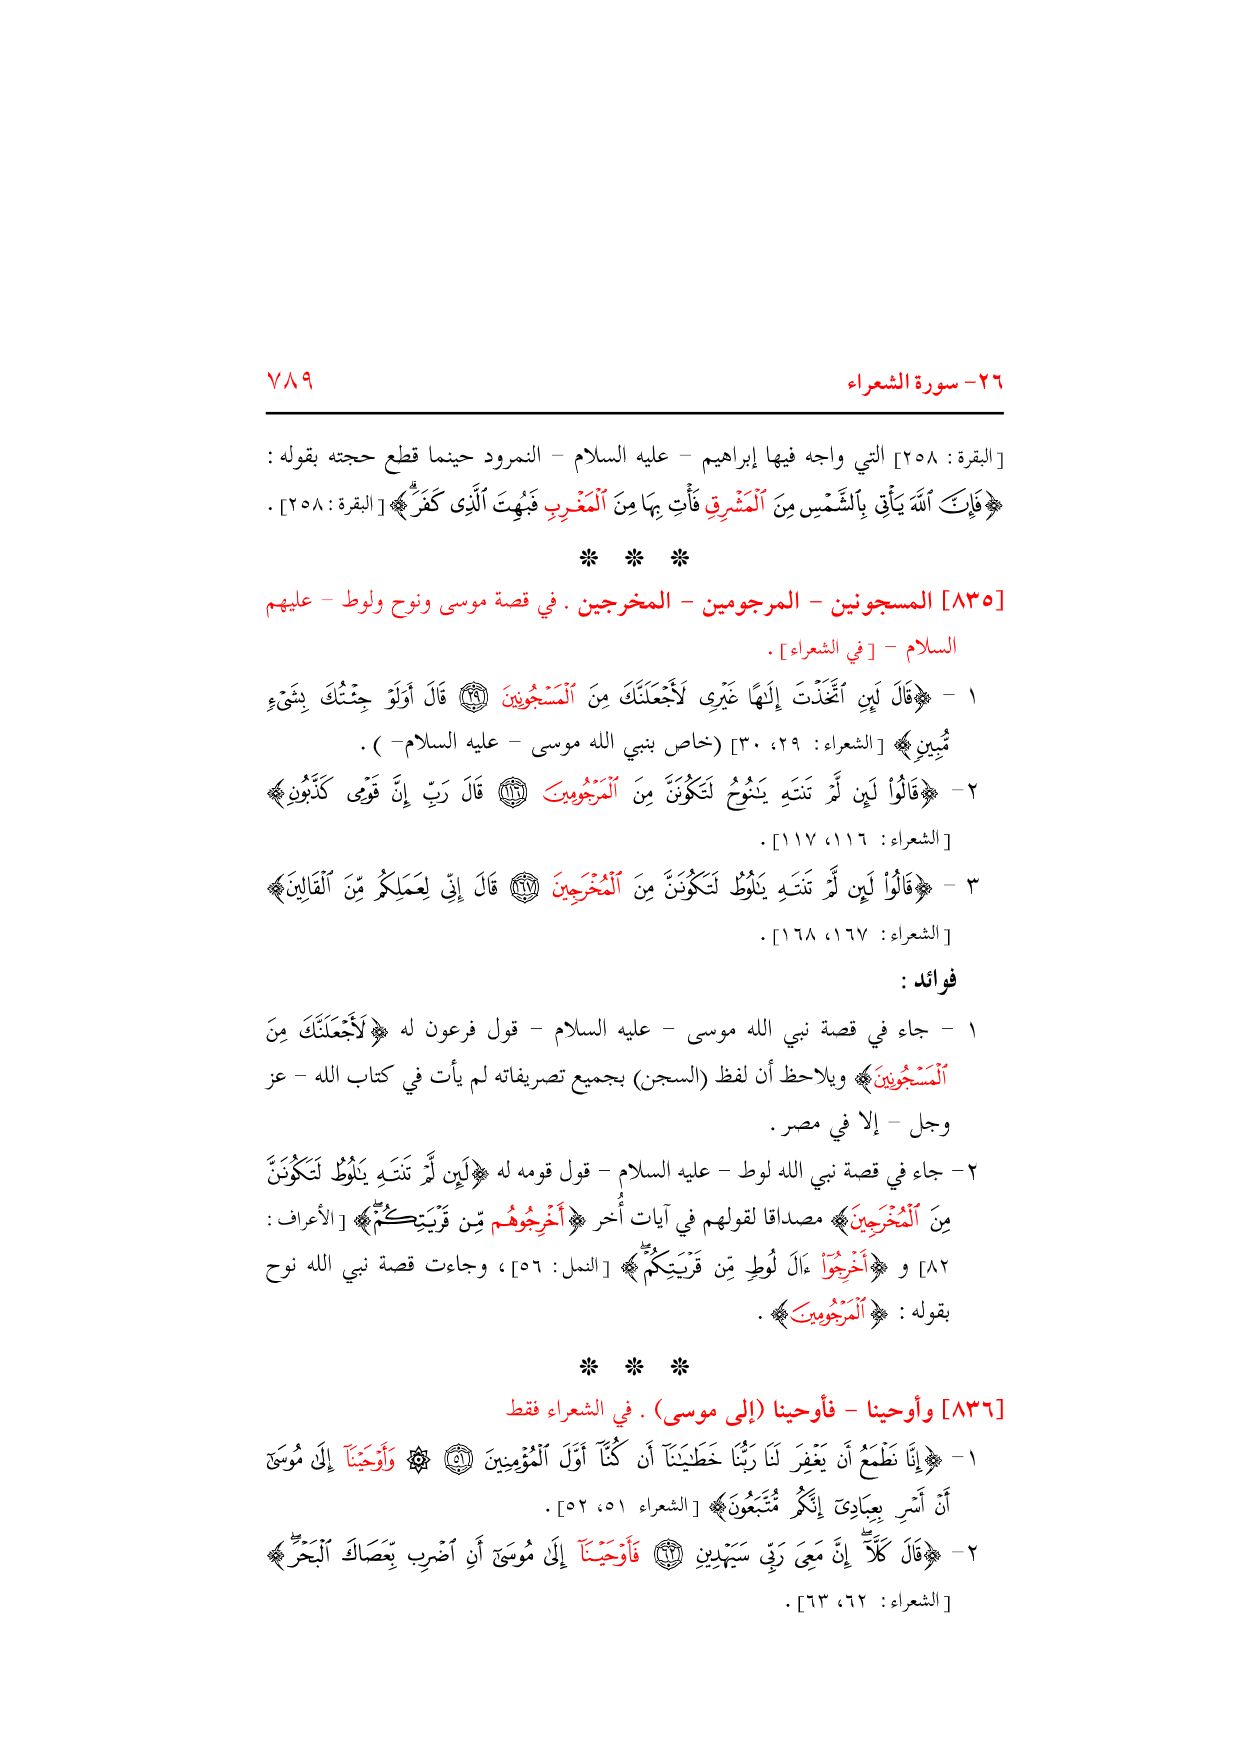 ٢٦- سورة الشعراء ٧٨٩
[البقرة: ٢٥٨] التي واجه فيها إبراهيم – عليه السلام – النمرود حينما قطع حجته بقوله :
﴿فَإِنَّ ٱللَّهَ يَأْتِى بِٱلشَّمْسِ مِنَ ٱلْمَشْرِقِ فَأْتِ بِهَا مِنَ ٱلْمَغْرِبِ فَبُهِتَ ٱلَّذِى كَفَرَ ۗ﴾ [البقرة: ٢٥٨].
❇ ❇ ❇
[٨٣٥] المسجونين – المرجومين – المخرجين . في قصة موسى ونوح ولوط – عليهم
السلام – [في الشعراء] .
١ – ﴿قَالَ لَئِنِ ٱتَّخَذْتَ إِلَٰهًا غَيْرِى لَأَجْعَلَنَّكَ مِنَ ٱلْمَسْجُونِينَ ۝٢٩ قَالَ أَوَلَوْ جِئْتُكَ بِشَىْءٍ
مُّبِينٍ﴾ [الشعراء: ٢٩، ٣٠] (خاص بنبي الله موسى – عليه السلام– ) .
٢ – ﴿قَالُوا۟ لَئِن لَّمْ تَنتَهِ يَٰنُوحُ لَتَكُونَنَّ مِنَ ٱلْمَرْجُومِينَ ۝١١٦ قَالَ رَبِّ إِنَّ قَوْمِى كَذَّبُونِ﴾
[الشعراء: ١١٦، ١١٧] .
٣ – ﴿قَالُوا۟ لَئِن لَّمْ تَنتَهِ يَٰلُوطُ لَتَكُونَنَّ مِنَ ٱلْمُخْرَجِينَ ۝١٦٧ قَالَ إِنِّى لِعَمَلِكُم مِّنَ ٱلْقَالِينَ﴾
[الشعراء: ١٦٧، ١٦٨] .
فوائد :
١ – جاء في قصة نبي الله موسى – عليه السلام – قول فرعون له ﴿لَأَجْعَلَنَّكَ مِنَ
ٱلْمَسْجُونِينَ﴾ ويلاحظ أن لفظ (السجن) بجميع تصريفاته لم يأت في كتاب الله – عز
وجل – إلا في مصر .
٢– جاء في قصة نبي الله لوط – عليه السلام – قول قومه له ﴿لَئِن لَّمْ تَنتَهِ يَٰلُوطُ لَتَكُونَنَّ
مِنَ ٱلْمُخْرَجِينَ﴾ مصداقا لقولهم في آيات أُخر ﴿أَخْرِجُوهُم مِّن قَرْيَتِكُمْ ۖ﴾ [الأعراف:
٨٢] و ﴿أَخْرِجُوٓا۟ ءَالَ لُوطٍ مِّن قَرْيَتِكُمْ ۖ﴾ [النمل: ٥٦]، وجاءت قصة نبي الله نوح
بقوله : ﴿ٱلْمَرْجُومِينَ﴾ .
❇ ❇ ❇
[٨٣٦] وأوحينا – فأوحينا (إلى موسى) . في الشعراء فقط
١ – ﴿إِنَّا نَطْمَعُ أَن يَغْفِرَ لَنَا رَبُّنَا خَطَٰيَٰنَآ أَن كُنَّآ أَوَّلَ ٱلْمُؤْمِنِينَ ۝٥١ ۞ وَأَوْحَيْنَآ إِلَىٰ مُوسَىٰٓ
أَنْ أَسْرِ بِعِبَادِىٓ إِنَّكُم مُّتَّبَعُونَ﴾ [الشعراء ٥١، ٥٢] .
٢ – ﴿قَالَ كَلَّآ ۖ إِنَّ مَعِىَ رَبِّى سَيَهْدِينِ ۝٦٢ فَأَوْحَيْنَآ إِلَىٰ مُوسَىٰٓ أَنِ ٱضْرِب بِّعَصَاكَ ٱلْبَحْرَ ۖ﴾
[الشعراء: ٦٢، ٦٣] .